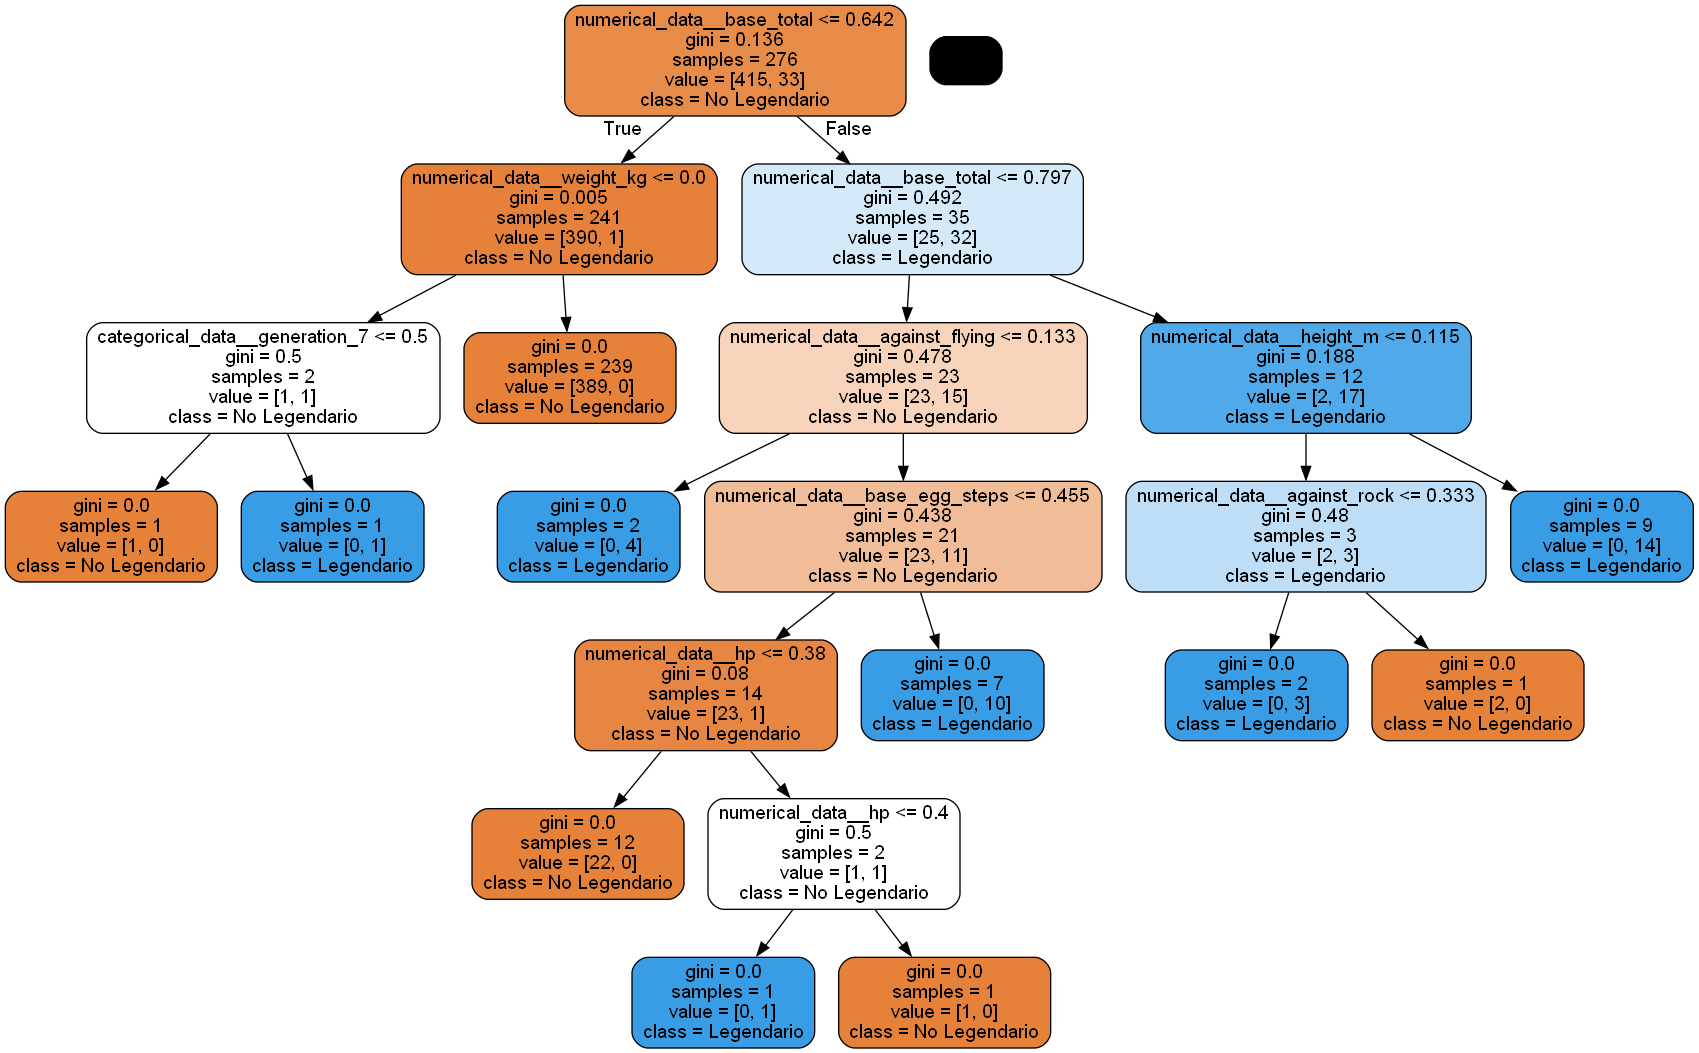 numerical_data__base_total <= 0.642
gini = 0.136
samples = 276
value = [415, 33]
class = No Legendario
True
False
numerical_data__weight_kg <= 0.0
gini = 0.005
samples = 241
value = [390, 1]
class = No Legendario
numerical_data__base_total <= 0.797
gini = 0.492
samples = 35
value = [25, 32]
class = Legendario
categorical_data__generation_7 <= 0.5
gini = 0.5
samples = 2
value = [1, 1]
class = No Legendario
gini = 0.0
samples = 239
value = [389, 0]
class = No Legendario
numerical_data__against_flying <= 0.133
gini = 0.478
samples = 23
value = [23, 15]
class = No Legendario
numerical_data__height_m <= 0.115
gini = 0.188
samples = 12
value = [2, 17]
class = Legendario
gini = 0.0
samples = 1
value = [1, 0]
class = No Legendario
gini = 0.0
samples = 1
value = [0, 1]
class = Legendario
gini = 0.0
samples = 2
value = [0, 4]
class = Legendario
numerical_data__base_egg_steps <= 0.455
gini = 0.438
samples = 21
value = [23, 11]
class = No Legendario
numerical_data__against_rock <= 0.333
gini = 0.48
samples = 3
value = [2, 3]
class = Legendario
gini = 0.0
samples = 9
value = [0, 14]
class = Legendario
numerical_data__hp <= 0.38
gini = 0.08
samples = 14
value = [23, 1]
class = No Legendario
gini = 0.0
samples = 7
value = [0, 10]
class = Legendario
gini = 0.0
samples = 2
value = [0, 3]
class = Legendario
gini = 0.0
samples = 1
value = [2, 0]
class = No Legendario
gini = 0.0
samples = 12
value = [22, 0]
class = No Legendario
numerical_data__hp <= 0.4
gini = 0.5
samples = 2
value = [1, 1]
class = No Legendario
gini = 0.0
samples = 1
value = [0, 1]
class = Legendario
gini = 0.0
samples = 1
value = [1, 0]
class = No Legendario